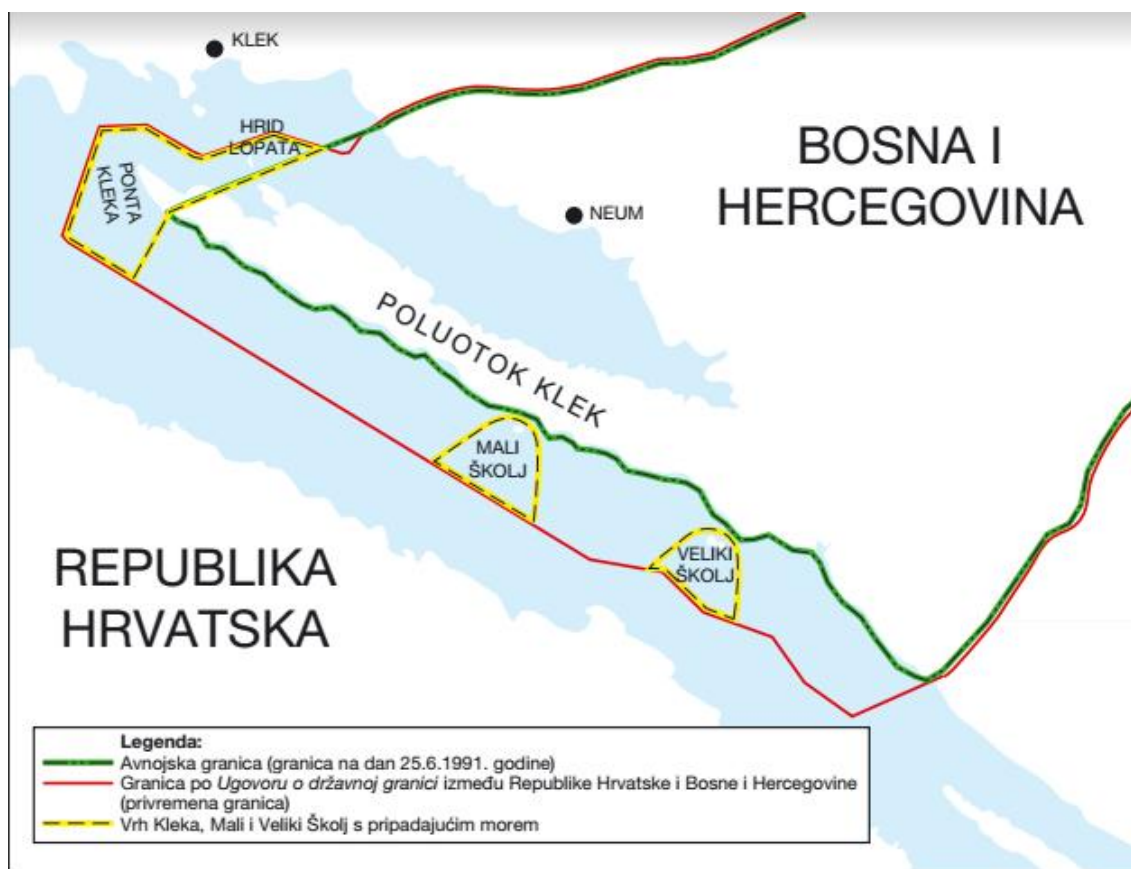 KLEK
HRID
LOPATA
BOSNA I
HERCEGOVINA
PONTA
KLEKA
NEUM
POLUOTOK KLEK
MALI
ŠKOLJ
VELIKI
ŠKOLJ
REPUBLIKA
HRVATSKA
Legenda:
Avnojska granica (granica na dan 25.6.1991. godine)
Granica po Ugovoru o državnoj granici između Republike Hrvatske i Bosne i Hercegovine
(privremena granica)
Vrh Kleka, Mali i Veliki Školj s pripadajućim morem